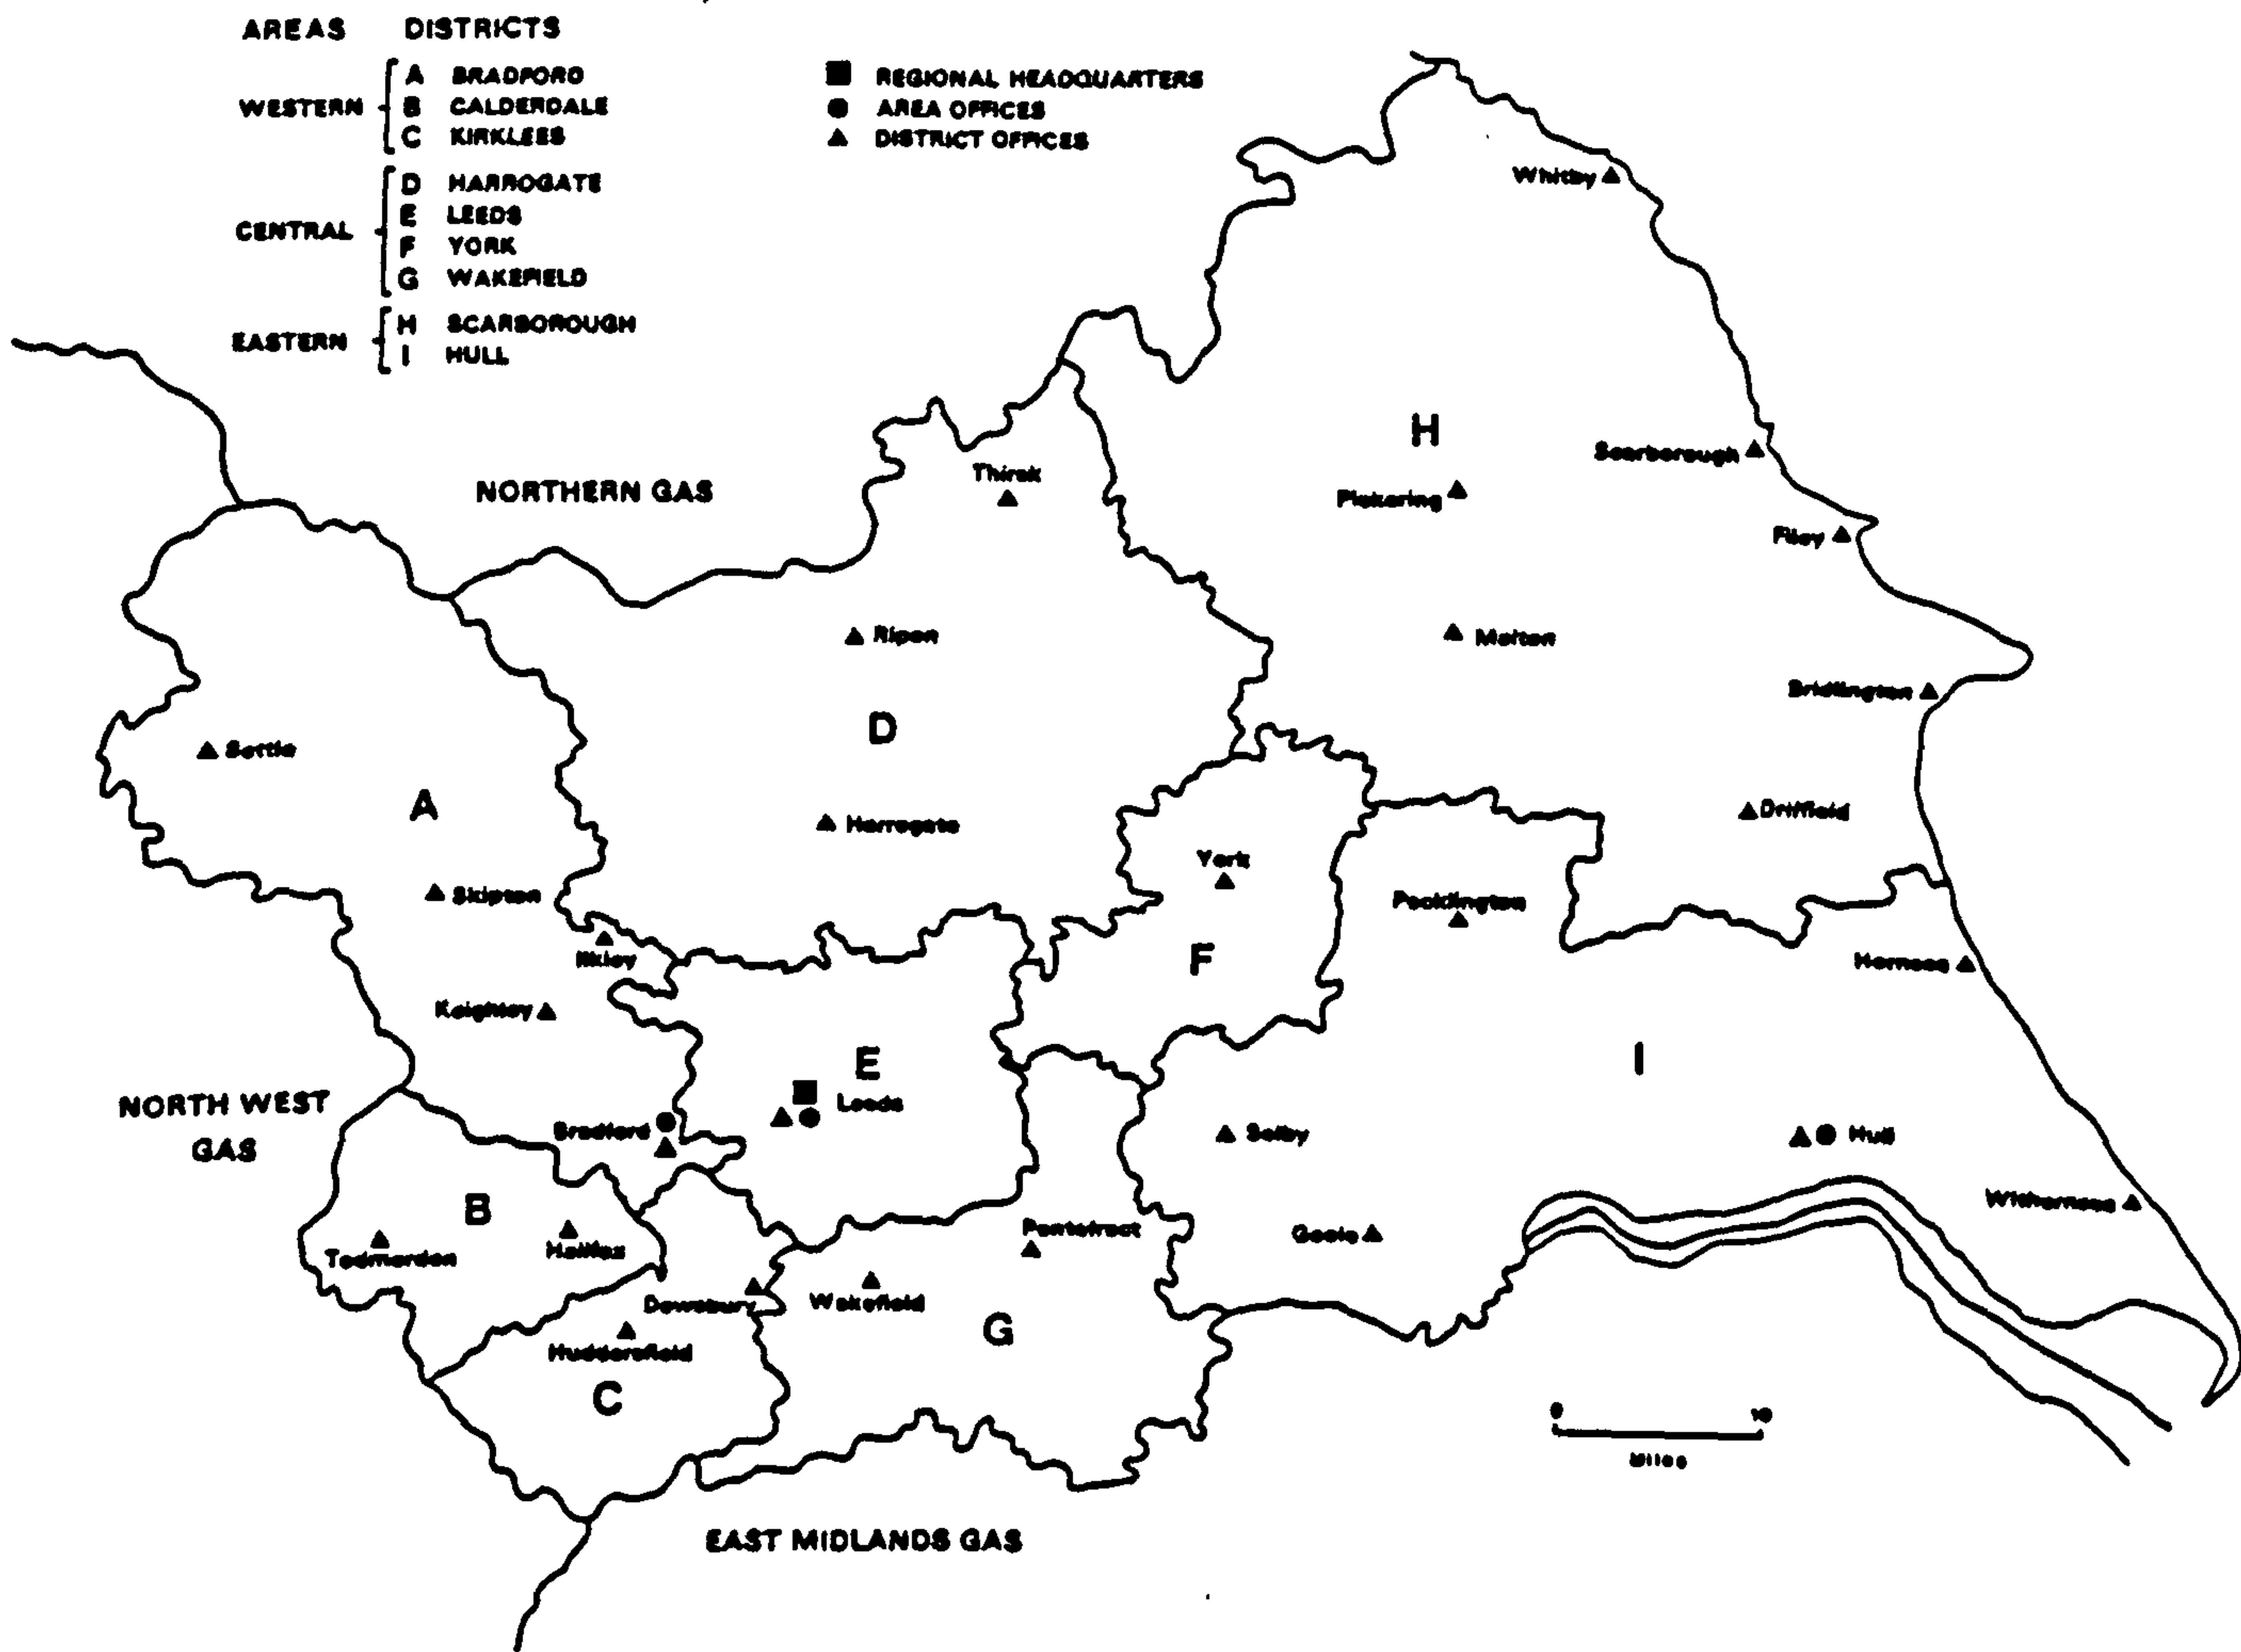 AREAS DISTRICTS
WESTERN
A BRADFORD
B CALDERDALE
C KIRKLEES
CENTRAL
D HARROGATE
E LEEDS
F YORK
G WAKEFIELD
EASTERN
H SCARBOROUGH
I HULL
REGIONAL HEADQUARTERS
AREA OFFICES
DISTRICT OFFICES
Whitby
H
Scarborough
NORTHERN GAS
Thirsk
Pickering
Filey
Ripon
Malton
Bridlington
D
Settle
A
Harrogate
Driffield
York
Skipton
Pocklington
Ilkley
F
Hornsea
Keighley
E
I
NORTH WEST
GAS
Leeds
Bradford
Selby
Hull
B
Withernsea
Todmorden
Halifax
Pontefract
Goole
Dewsbury
Wakefield
G
Huddersfield
C
0 10
Miles
EAST MIDLANDS GAS